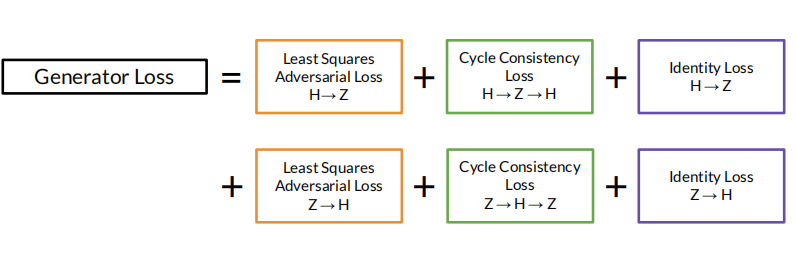 Generator Loss
=
Least Squares
Adversarial Loss
H→Z
+
Cycle Consistency
Loss
H→Z→H
+
Identity Loss
H→Z
+
Least Squares
Adversarial Loss
Z→H
+
Cycle Consistency
Loss
Z→H→Z
+
Identity Loss
Z→H